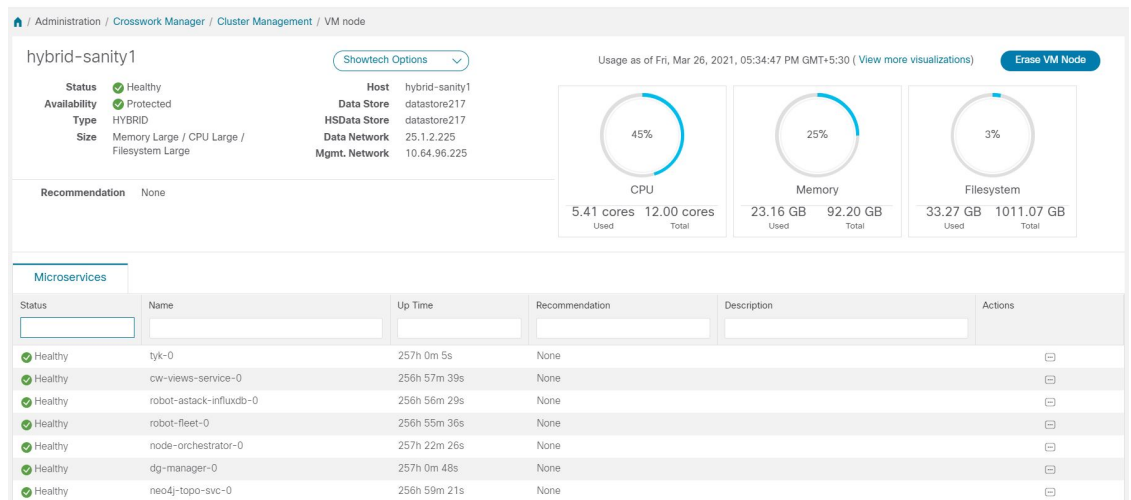 / Administration / Crosswork Manager / Cluster Management / VM node
hybrid-sanity1
Showtech Options
Usage as of Fri, Mar 26, 2021, 05:34:47 PM GMT+5:30 ( View more visualizations)
Erase VM Node
Status Healthy
Availability Protected
Type HYBRID
Size Memory Large / CPU Large /
Filesystem Large
Host hybrid-sanity1
Data Store datastore217
HSData Store datastore217
Data Network 25.1.2.225
Mgmt. Network 10.64.96.225
Recommendation None
45%
CPU
5.41 cores 12.00 cores
Used Total
25%
Memory
23.16 GB 92.20 GB
Used Total
3%
Filesystem
33.27 GB 1011.07 GB
Used Total
Microservices
Status Name Up Time Recommendation Description Actions
Healthy tyk-0 257h 0m 5s None
Healthy cw-views-service-0 256h 57m 39s None
Healthy robot-astack-influxdb-0 256h 56m 29s None
Healthy robot-fleet-0 256h 55m 36s None
Healthy node-orchestrator-0 257h 22m 26s None
Healthy dg-manager-0 257h 0m 48s None
Healthy neo4j-topo-svc-0 256h 59m 21s None